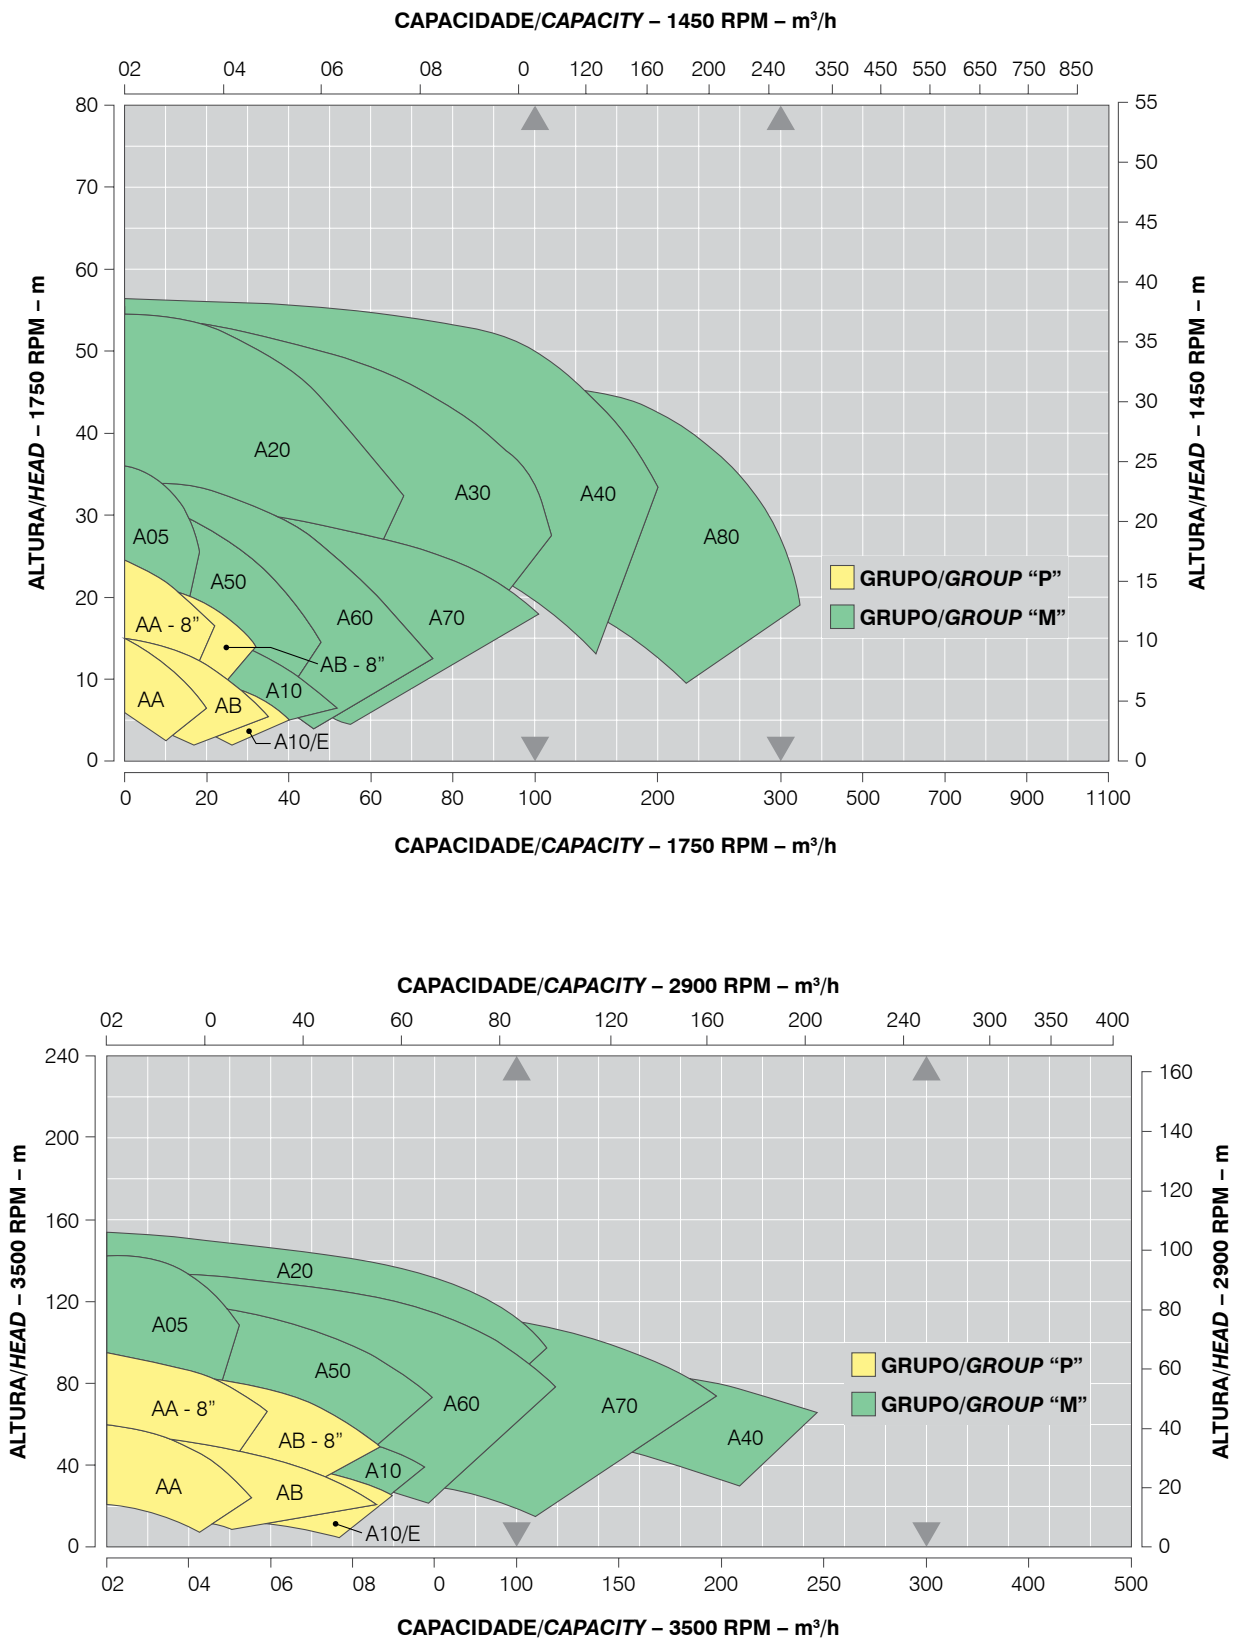 CAPACIDADE/CAPACITY – 1450 RPM – m³/h
02 04 06 08 0 120 160 200 240 350 450 550 650 750 850
80 55
50
70
45
60 40
35
50
30
40
A20 25
A30 A40
30 20
A05 A80
A50 15
GRUPO/GROUP “P”
20
AA - 8” A60 A70 GRUPO/GROUP “M”
10
AB - 8”
10
AA AB A10 5
A10/E
0 0
0 20 40 60 80 100 200 300 500 700 900 1100
ALTURA/HEAD – 1750 RPM – m
ALTURA/HEAD – 1450 RPM – m
CAPACIDADE/CAPACITY – 1750 RPM – m³/h
CAPACIDADE/CAPACITY – 2900 RPM – m³/h
02 0 40 60 80 120 160 200 240 300 350 400
240 160
200 140
120
160
100
A20
120 A05 80
80 A50 60
GRUPO/GROUP “P”
AA - 8” A60 A70 GRUPO/GROUP “M”
AB - 8” A40 40
40 A10
AA AB 20
A10/E
0 0
02 04 06 08 0 100 150 200 250 300 400 500
ALTURA/HEAD – 3500 RPM – m
ALTURA/HEAD – 2900 RPM – m
CAPACIDADE/CAPACITY – 3500 RPM – m³/h